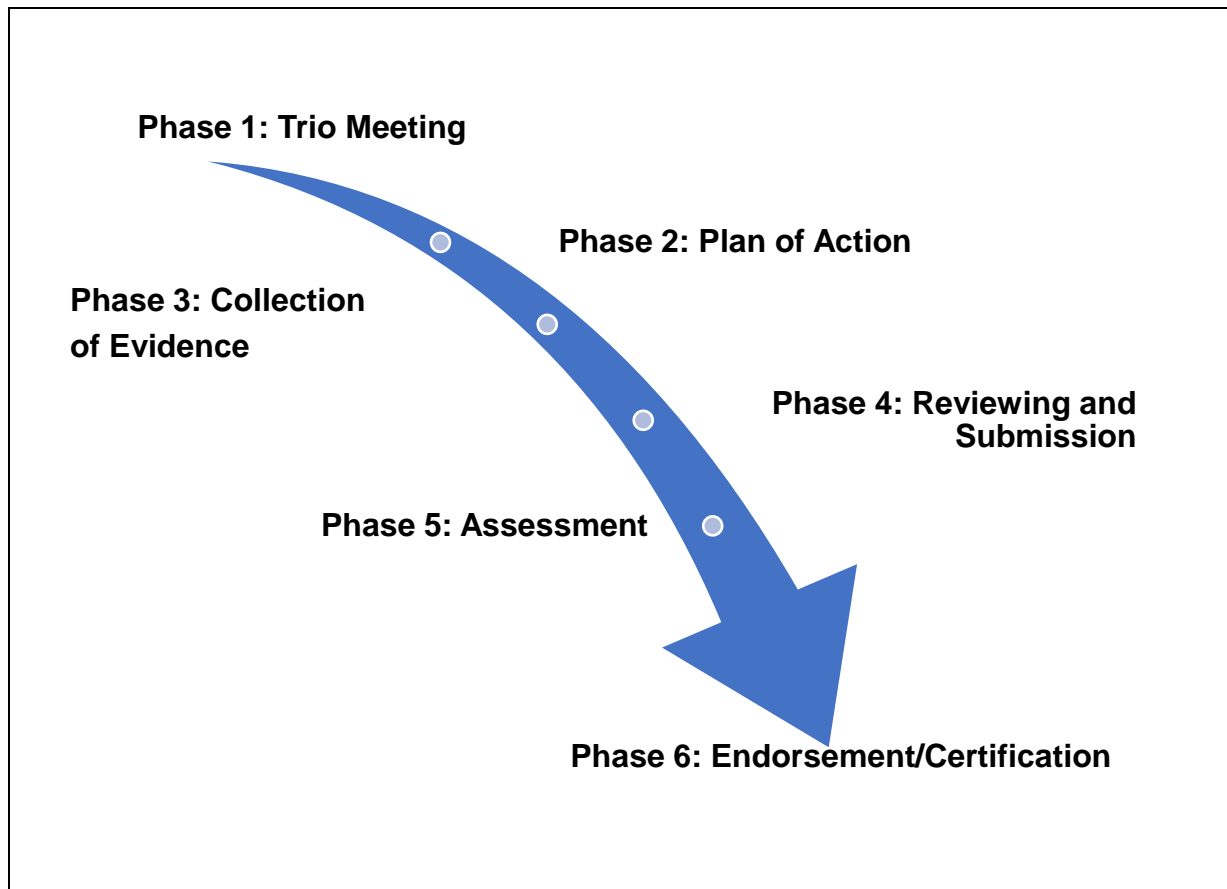 Phase 1: Trio Meeting
Phase 2: Plan of Action
Phase 3: Collection
of Evidence
Phase 4: Reviewing and
Submission
Phase 5: Assessment
Phase 6: Endorsement/Certification